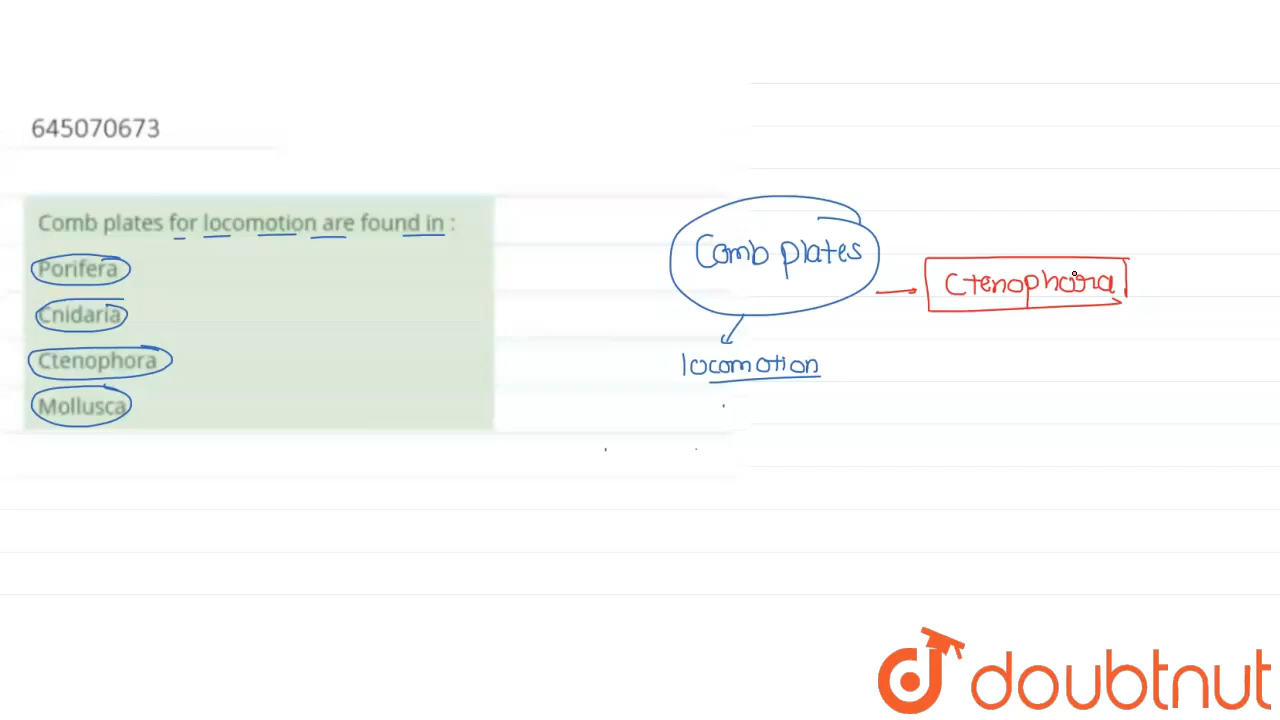 645070673
Comb plates for locomotion are found in :
Porifera
Cnidaria
Ctenophora
Mollusca
Comb plates
Ctenophora
locomotion
doubtnut